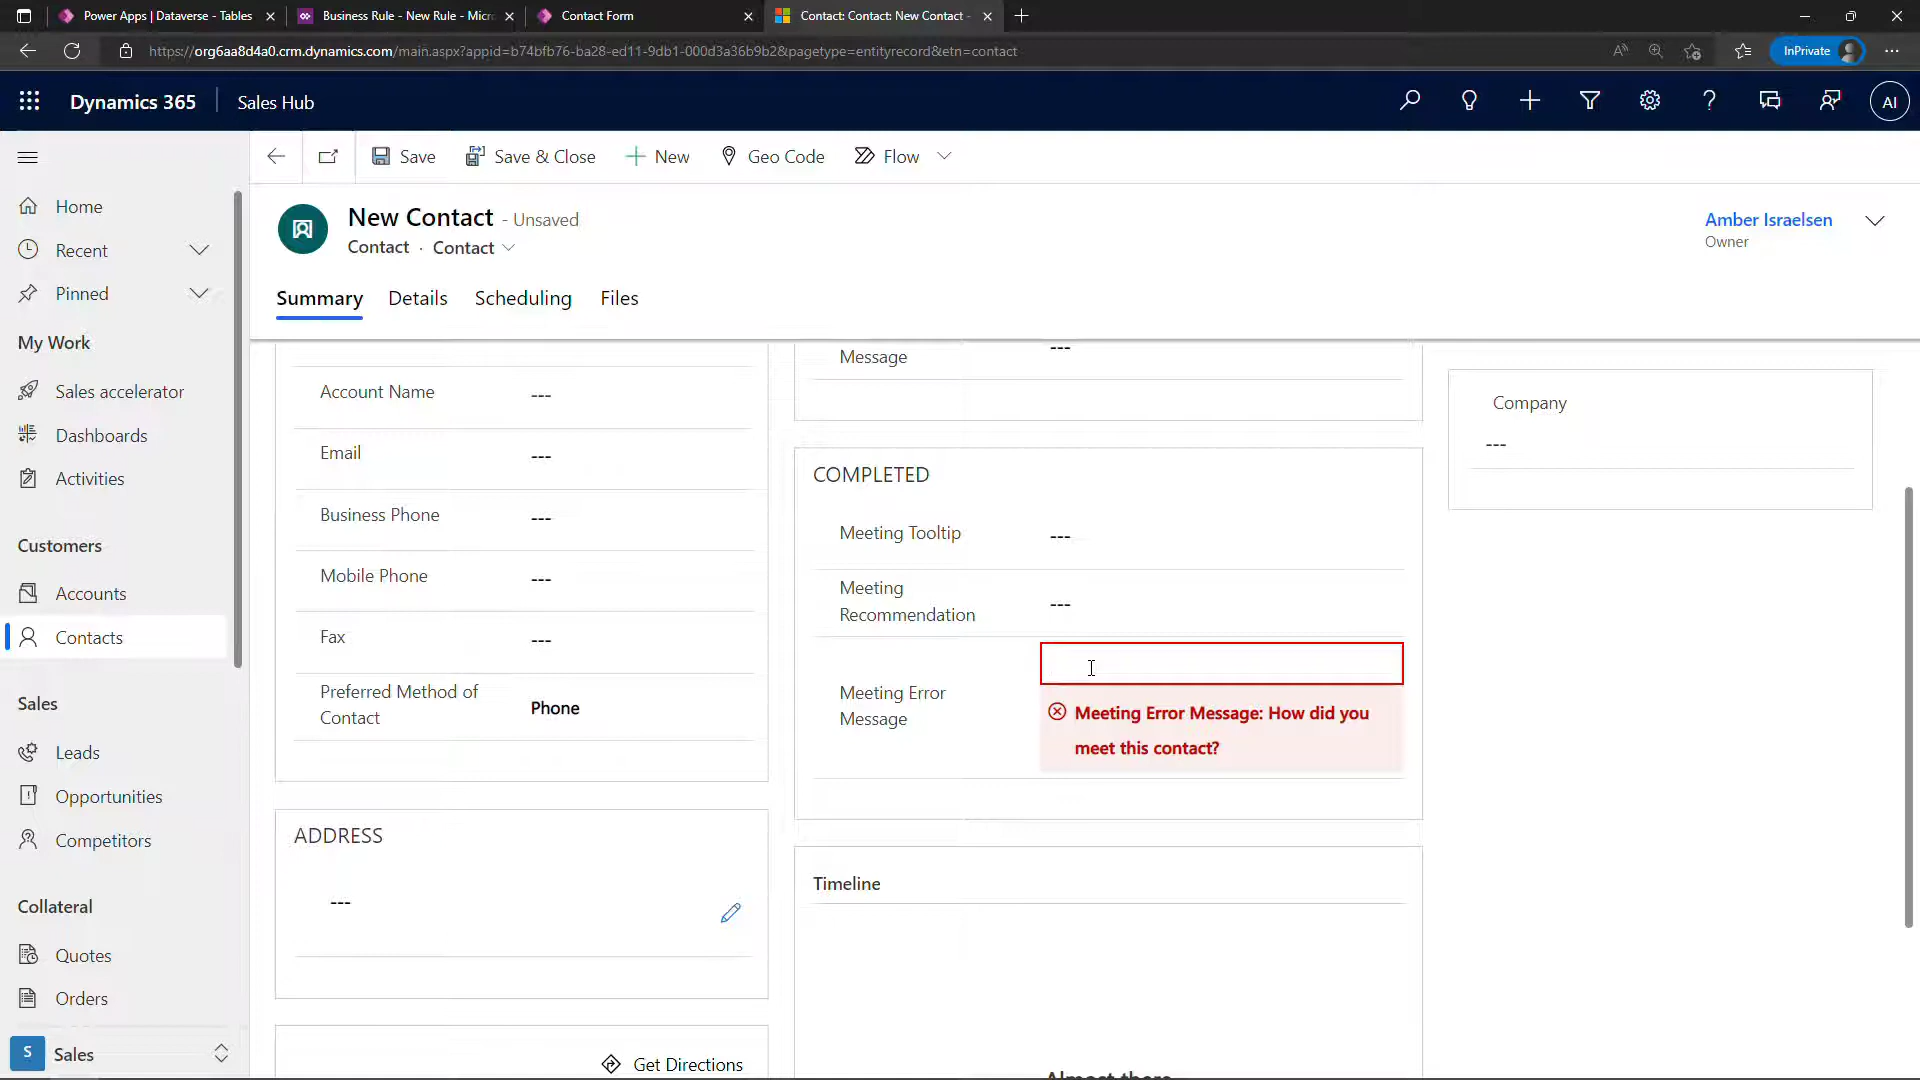 Power Apps | Dataverse - Tables
Business Rule - New Rule - Micr
Contact Form
Contact: Contact: New Contact -
https://org6aa8d4a0.crm.dynamics.com/main.aspx?appid=b74bfb76-ba28-ed11-9db1-000d3a36b9b2&pagetype=entityrecord&etn=contact
InPrivate
Dynamics 365
Sales Hub
AI
Save
Save & Close
New
Geo Code
Flow
Home
Recent
Pinned
My Work
Sales accelerator
Dashboards
Activities
Customers
Accounts
Contacts
Sales
Leads
Opportunities
Competitors
Collateral
Quotes
Orders
S
Sales
New Contact - Unsaved
Contact · Contact
Amber Israelsen
Owner
Summary
Details
Scheduling
Files
Account Name
---
Email
---
Business Phone
---
Mobile Phone
---
Fax
---
Preferred Method of
Contact
Phone
ADDRESS
---
Get Directions
Message
---
COMPLETED
Meeting Tooltip
---
Meeting
Recommendation
---
Meeting Error
Message
Meeting Error Message: How did you
meet this contact?
Timeline
Almost there
Company
---